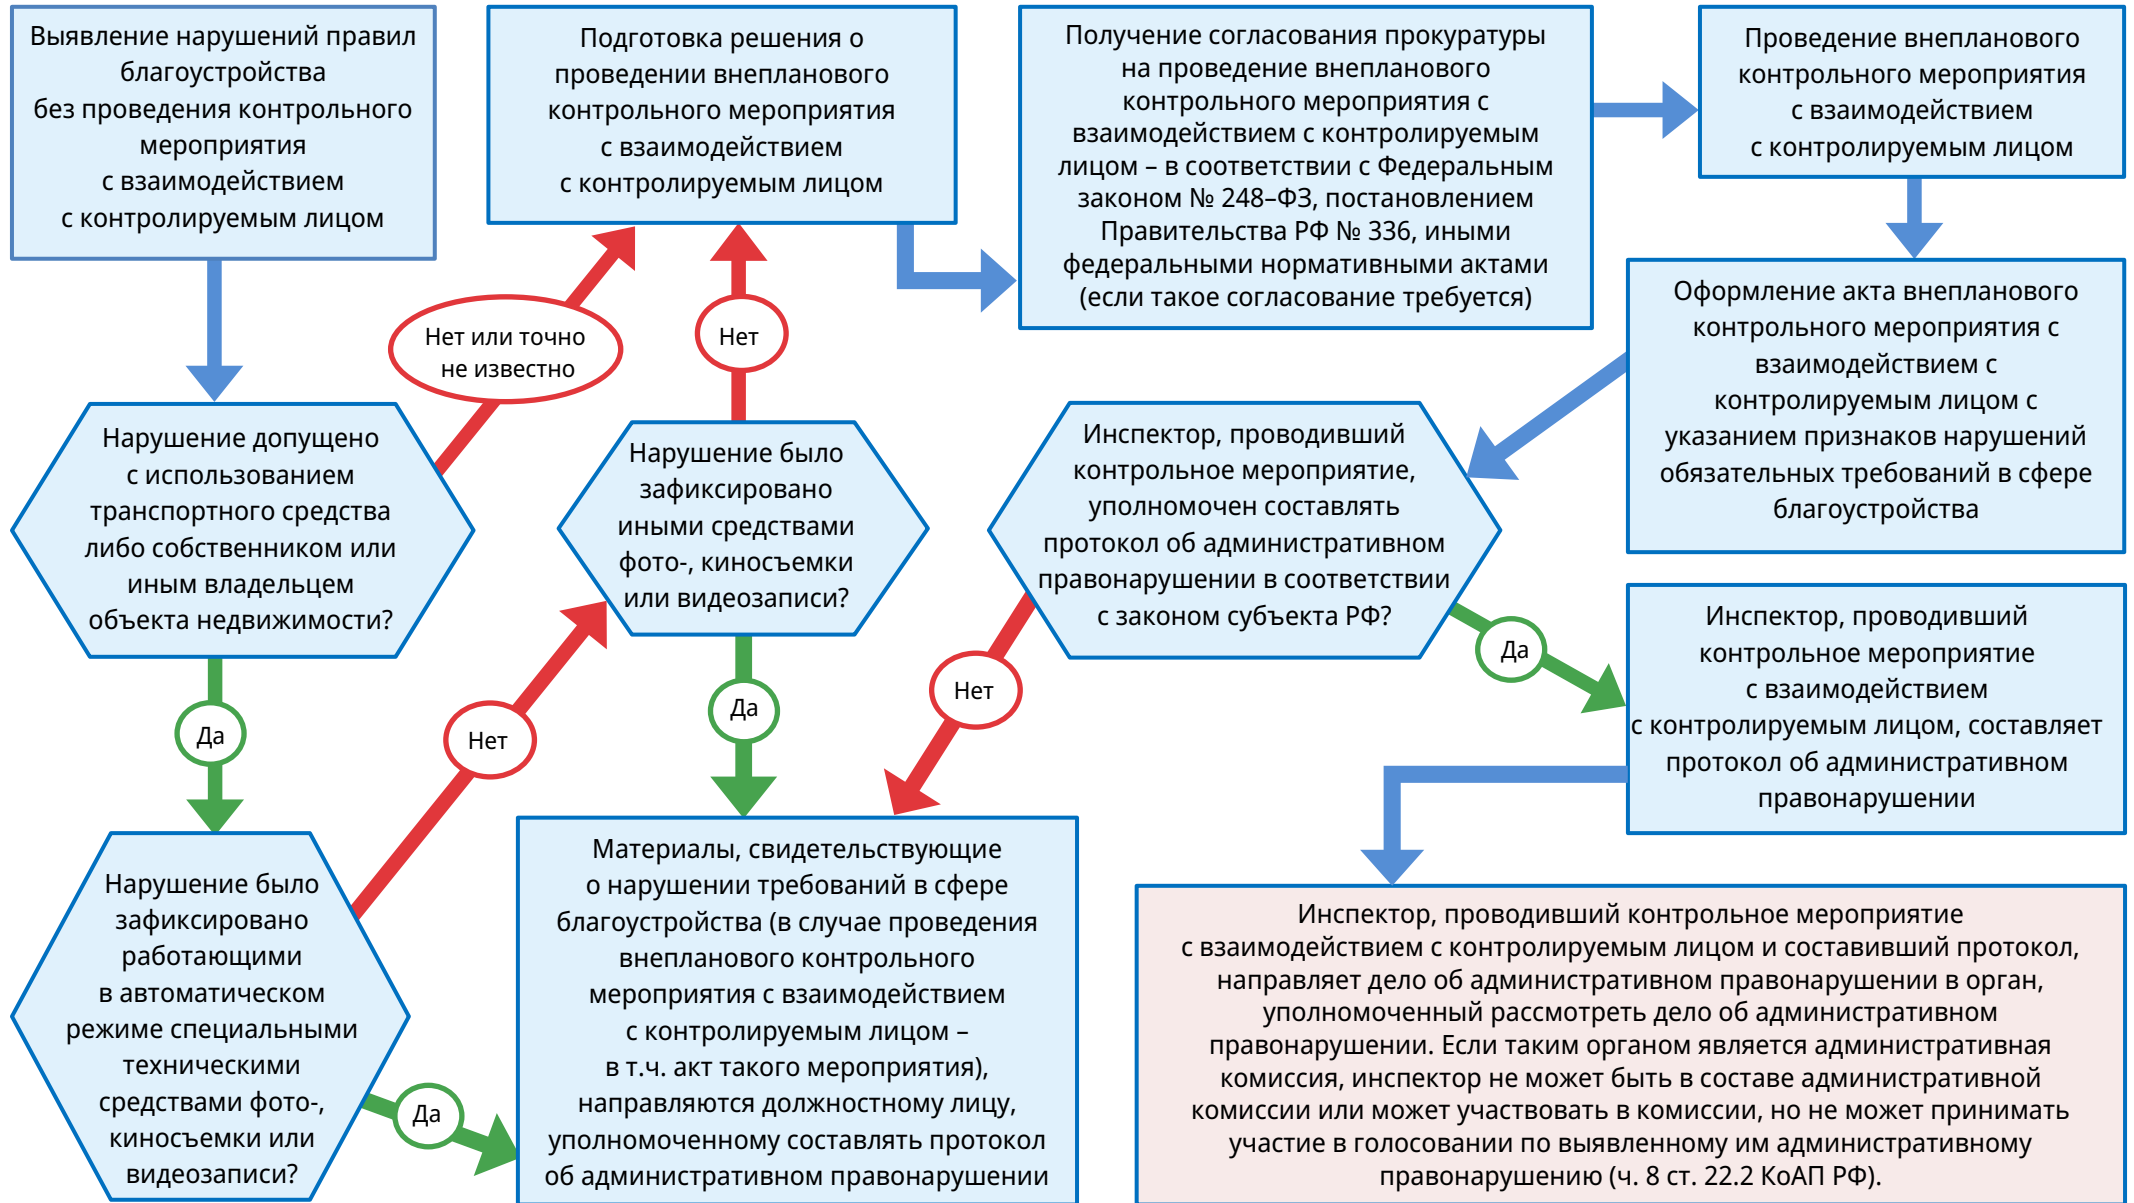 Выявление нарушений правил
благоустройства
без проведения контрольного
мероприятия
с взаимодействием
с контролируемым лицом
Подготовка решения о
проведении внепланового
контрольного мероприятия
с взаимодействием
с контролируемым лицом
Получение согласования прокуратуры
на проведение внепланового
контрольного мероприятия с
взаимодействием с контролируемым
лицом – в соответствии с Федеральным
законом № 248–ФЗ, постановлением
Правительства РФ № 336, иными
федеральными нормативными актами
(если такое согласование требуется)
Проведение внепланового
контрольного мероприятия
с взаимодействием
с контролируемым лицом
Оформление акта внепланового
контрольного мероприятия с
взаимодействием с
контролируемым лицом с
указанием признаков нарушений
обязательных требований в сфере
благоустройства
Нет или точно
не известно
Нет
Нарушение допущено
с использованием
транспортного средства
либо собственником или
иным владельцем
объекта недвижимости?
Нарушение было
зафиксировано
иными средствами
фото-, киносъемки
или видеозаписи?
Инспектор, проводивший
контрольное мероприятие,
уполномочен составлять
протокол об административном
правонарушении в соответствии
с законом субъекта РФ?
Инспектор, проводивший
контрольное мероприятие
с взаимодействием
с контролируемым лицом, составляет
протокол об административном
правонарушении
Да
Нет
Да
Нет
Да
Нарушение было
зафиксировано
работающими
в автоматическом
режиме специальными
техническими
средствами фото-,
киносъемки или
видеозаписи?
Да
Материалы, свидетельствующие
о нарушении требований в сфере
благоустройства (в случае проведения
внепланового контрольного
мероприятия с взаимодействием
с контролируемым лицом –
в т.ч. акт такого мероприятия),
направляются должностному лицу,
уполномоченному составлять протокол
об административном правонарушении
Инспектор, проводивший контрольное мероприятие
с взаимодействием с контролируемым лицом и составивший протокол,
направляет дело об административном правонарушении в орган,
уполномоченный рассмотреть дело об административном
правонарушении. Если таким органом является административная
комиссия, инспектор не может быть в составе административной
комиссии или может участвовать в комиссии, но не может принимать
участие в голосовании по выявленному им административному
правонарушению (ч. 8 ст. 22.2 КоАП РФ).